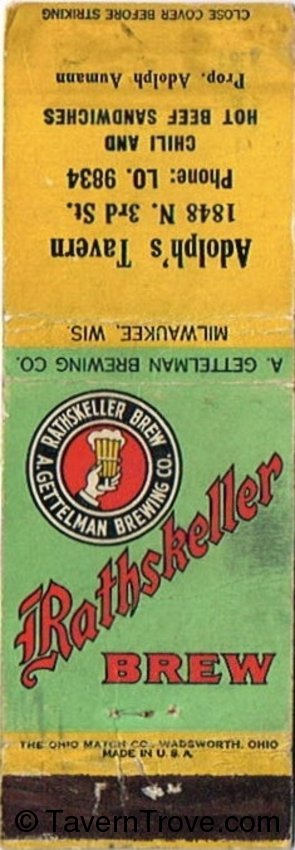 CLOSE COVER BEFORE STRIKING
Adolph's Tavern
1848 N. 3rd St.
Phone: LO. 9834
CHILI AND
HOT BEEF SANDWICHES
Prop. Adolph Aumann
A. GETTELMAN BREWING CO.
MILWAUKEE, WIS.
RATHSKELLER BREW
A. GETTELMAN BREWING CO.
Rathskeller
BREW
THE OHIO MATCH CO., WADSWORTH, OHIO
MADE IN U.S.A.
© TavernTrove.com